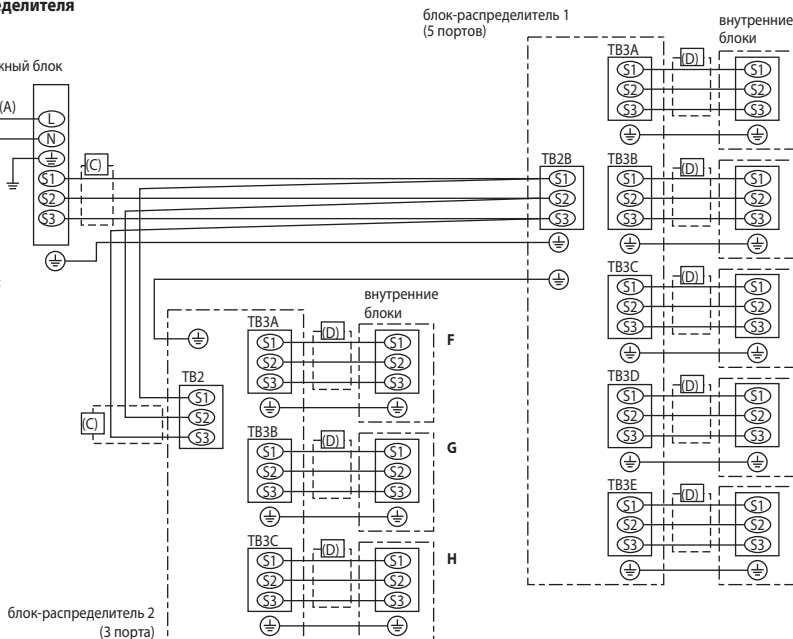 еделителя
жный блок
(A)
L
N
S1
S2
S3
(C)
блок-распределитель 1
(5 портов)
внутренние
блоки
TB2B
S1
S2
S3
TB3A
S1
S2
S3
(D)
S1
S2
S3
TB3B
S1
S2
S3
(D)
S1
S2
S3
TB3C
S1
S2
S3
(D)
S1
S2
S3
TB3D
S1
S2
S3
(D)
S1
S2
S3
TB3E
S1
S2
S3
(D)
S1
S2
S3
внутренние
блоки
(C)
TB2
S1
S2
S3
TB3A
S1
S2
S3
(D)
S1
S2
S3
F
TB3B
S1
S2
S3
(D)
S1
S2
S3
G
TB3C
S1
S2
S3
(D)
S1
S2
S3
H
блок-распределитель 2
(3 порта)